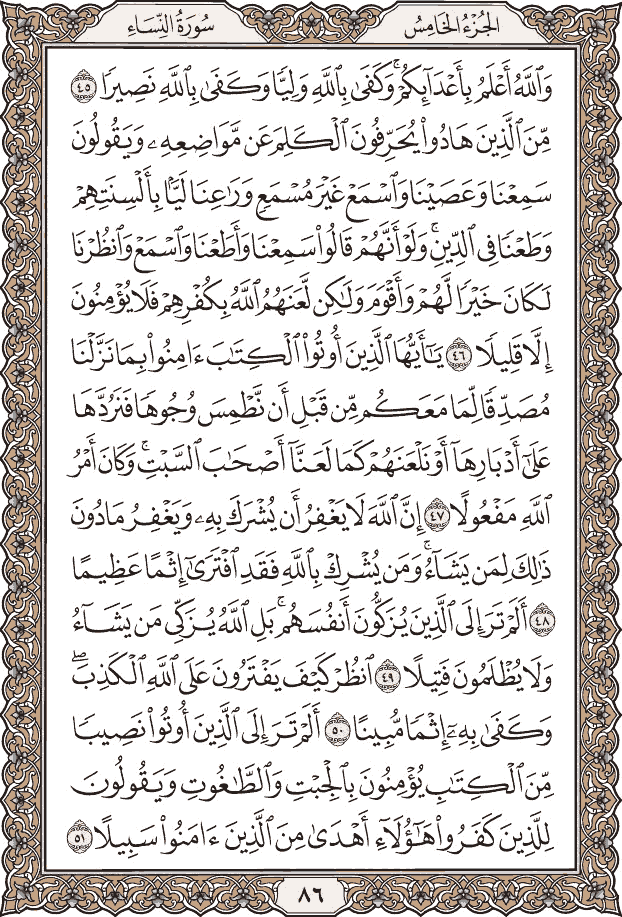 الجُزْءُ الخَامِسُ
سُورَةُ النِّسَاءِ
وَٱللَّهُ أَعْلَمُ بِأَعْدَآئِكُمْۚ وَكَفَىٰ بِٱللَّهِ وَلِيًّا وَكَفَىٰ بِٱللَّهِ نَصِيرًا ٤٥
مِّنَ ٱلَّذِينَ هَادُوا۟ يُحَرِّفُونَ ٱلْكَلِمَ عَن مَّوَاضِعِهِۦ وَيَقُولُونَ
سَمِعْنَا وَعَصَيْنَا وَٱسْمَعْ غَيْرَ مُسْمَعٍ وَرَٰعِنَا لَيًّۢا بِأَلْسِنَتِهِمْ
وَطَعْنًا فِى ٱلدِّينِۚ وَلَوْ أَنَّهُمْ قَالُوا۟ سَمِعْنَا وَأَطَعْنَا وَٱسْمَعْ وَٱنظُرْنَا
لَكَانَ خَيْرًا لَّهُمْ وَأَقْوَمَ وَلَٰكِن لَّعَنَهُمُ ٱللَّهُ بِكُفْرِهِمْ فَلَا يُؤْمِنُونَ
إِلَّا قَلِيلًا ٤٦ يَٰٓأَيُّهَا ٱلَّذِينَ أُوتُوا۟ ٱلْكِتَٰبَ ءَامِنُوا۟ بِمَا نَزَّلْنَا
مُصَدِّقًا لِّمَا مَعَكُم مِّن قَبْلِ أَن نَّطْمِسَ وُجُوهًا فَنَرُدَّهَا
عَلَىٰٓ أَدْبَارِهَآ أَوْ نَلْعَنَهُمْ كَمَا لَعَنَّآ أَصْحَٰبَ ٱلسَّبْتِۚ وَكَانَ أَمْرُ
ٱللَّهِ مَفْعُولًا ٤٧ إِنَّ ٱللَّهَ لَا يَغْفِرُ أَن يُشْرَكَ بِهِۦ وَيَغْفِرُ مَا دُونَ
ذَٰلِكَ لِمَن يَشَآءُۚ وَمَن يُشْرِكْ بِٱللَّهِ فَقَدِ ٱفْتَرَىٰٓ إِثْمًا عَظِيمًا
٤٨ أَلَمْ تَرَ إِلَى ٱلَّذِينَ يُزَكُّونَ أَنفُسَهُمۚ بَلِ ٱللَّهُ يُزَكِّى مَن يَشَآءُ
وَلَا يُظْلَمُونَ فَتِيلًا ٤٩ ٱنظُرْ كَيْفَ يَفْتَرُونَ عَلَى ٱللَّهِ ٱلْكَذِبَۖ
وَكَفَىٰ بِهِۦٓ إِثْمًا مُّبِينًا ٥٠ أَلَمْ تَرَ إِلَى ٱلَّذِينَ أُوتُوا۟ نَصِيبًا
مِّنَ ٱلْكِتَٰبِ يُؤْمِنُونَ بِٱلْجِبْتِ وَٱلطَّٰغُوتِ وَيَقُولُونَ
لِلَّذِينَ كَفَرُوا۟ هَٰٓؤُلَآءِ أَهْدَىٰ مِنَ ٱلَّذِينَ ءَامَنُوا۟ سَبِيلًا ٥١
٨٦